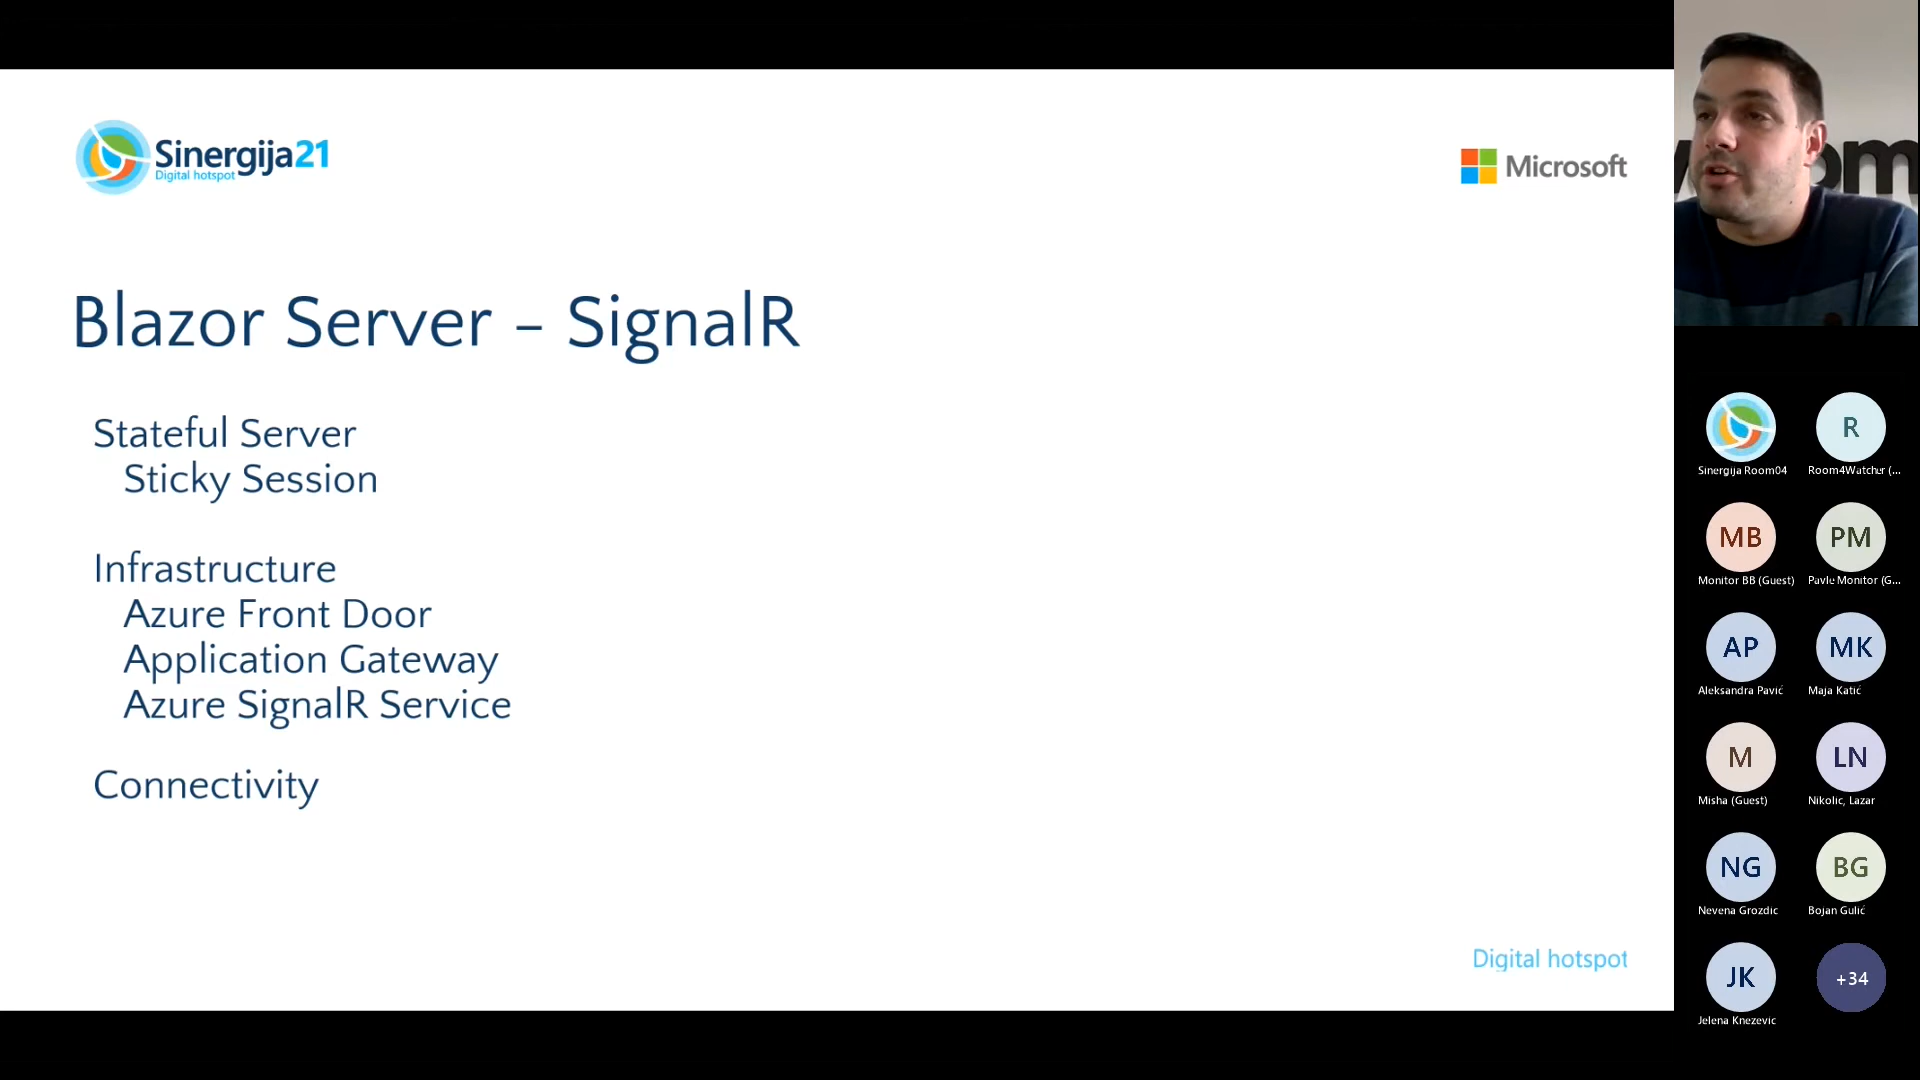 Sinergija21
Digital hotspot
Microsoft
Blazor Server – SignalR
Stateful Server
Sticky Session
Infrastructure
Azure Front Door
Application Gateway
Azure SignalR Service
Connectivity
Digital hotspot
om
Sinergija Room04
R
Room4Watcher (...
MB
Monitor BB (Guest)
PM
Pavle Monitor (G...
AP
Aleksandra Pavić
MK
Maja Katić
M
Misha (Guest)
LN
Nikolic, Lazar
NG
Nevena Grozdic
BG
Bojan Gulić
JK
Jelena Knezevic
+34